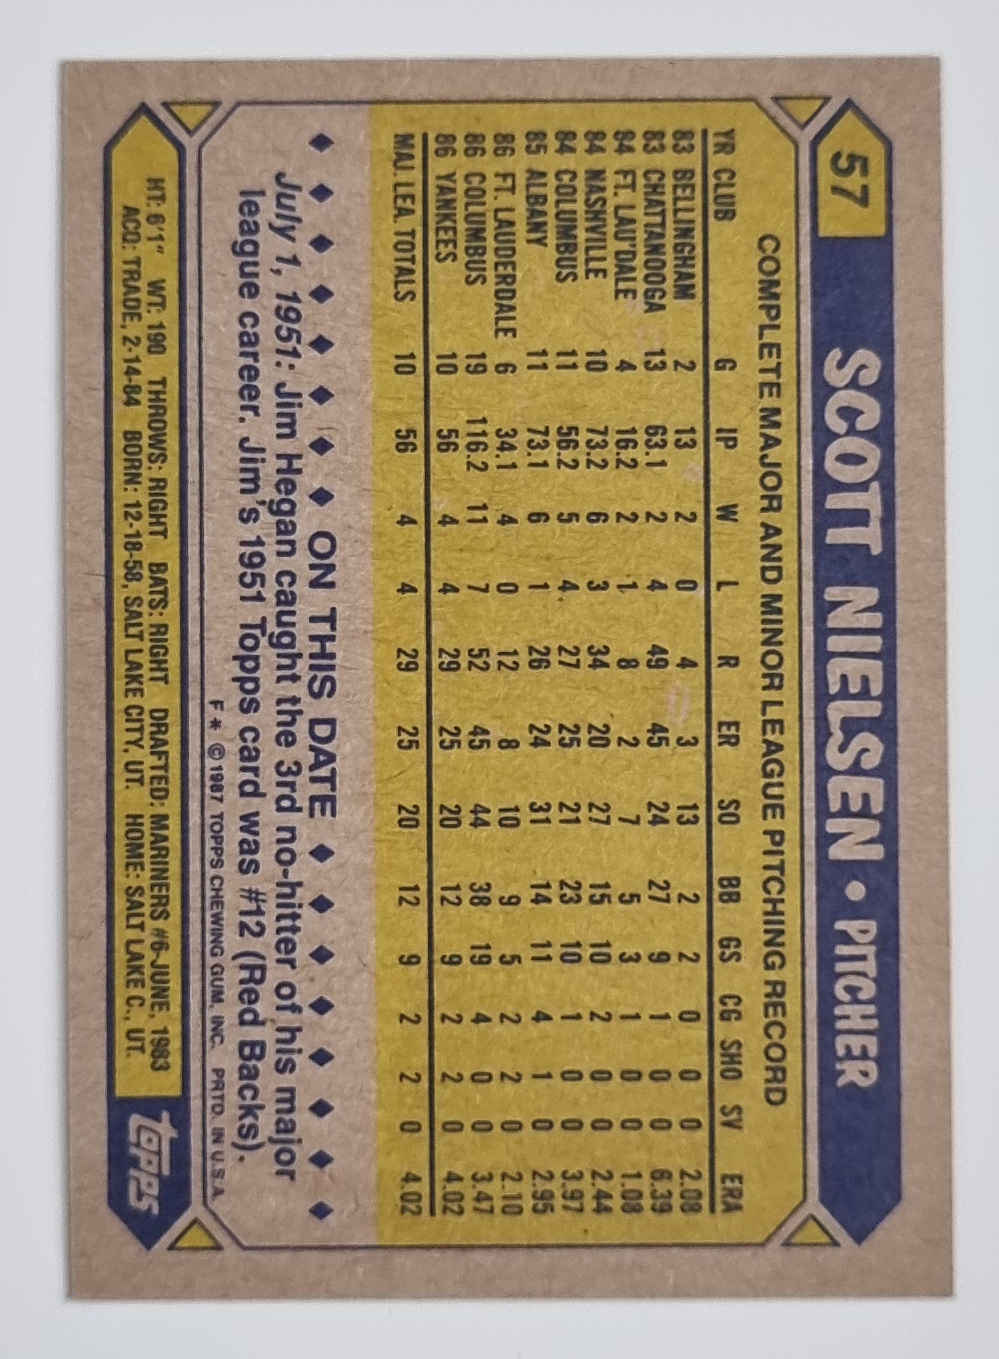 57
SCOTT NIELSEN • PITCHER
COMPLETE MAJOR AND MINOR LEAGUE PITCHING RECORD
YR CLUB G IP W L R ER SO BB GS CG SHO SV ERA
83 BELLINGHAM 2 13 2 0 4 3 13 2 2 0 0 0 2.08
83 CHATTANOOGA 13 63.1 2 4 49 45 24 27 9 1 0 0 6.39
84 FT. LAU'DALE 4 16.2 2 1 8 2 7 5 3 1 0 0 1.08
84 NASHVILLE 10 73.2 6 3 34 20 27 15 10 2 0 0 2.44
84 COLUMBUS 11 56.2 5 4 27 25 21 23 10 1 0 0 3.97
85 ALBANY 11 73.1 6 1 26 24 31 14 11 4 1 0 2.95
86 FT. LAUDERDALE 6 34.1 4 0 12 8 10 9 5 2 2 0 2.10
86 COLUMBUS 19 116.2 11 7 52 45 44 38 19 4 0 0 3.47
86 YANKEES 10 56 4 4 29 25 20 12 9 2 2 0 4.02
MAJ. LEA. TOTALS 10 56 4 4 29 25 20 12 9 2 2 0 4.02
ON THIS DATE
July 1, 1951: Jim Hegan caught the 3rd no-hitter of his major
league career. Jim's 1951 Topps card was #12 (Red Backs).
F * © 1987 TOPPS CHEWING GUM, INC. PRTD. IN U.S.A.
HT: 6'1" WT: 190 THROWS: RIGHT BATS: RIGHT DRAFTED: MARINERS #6-JUNE, 1983
ACQ: TRADE, 2-14-84 BORN: 12-18-58, SALT LAKE CITY, UT. HOME: SALT LAKE C., UT.
topps